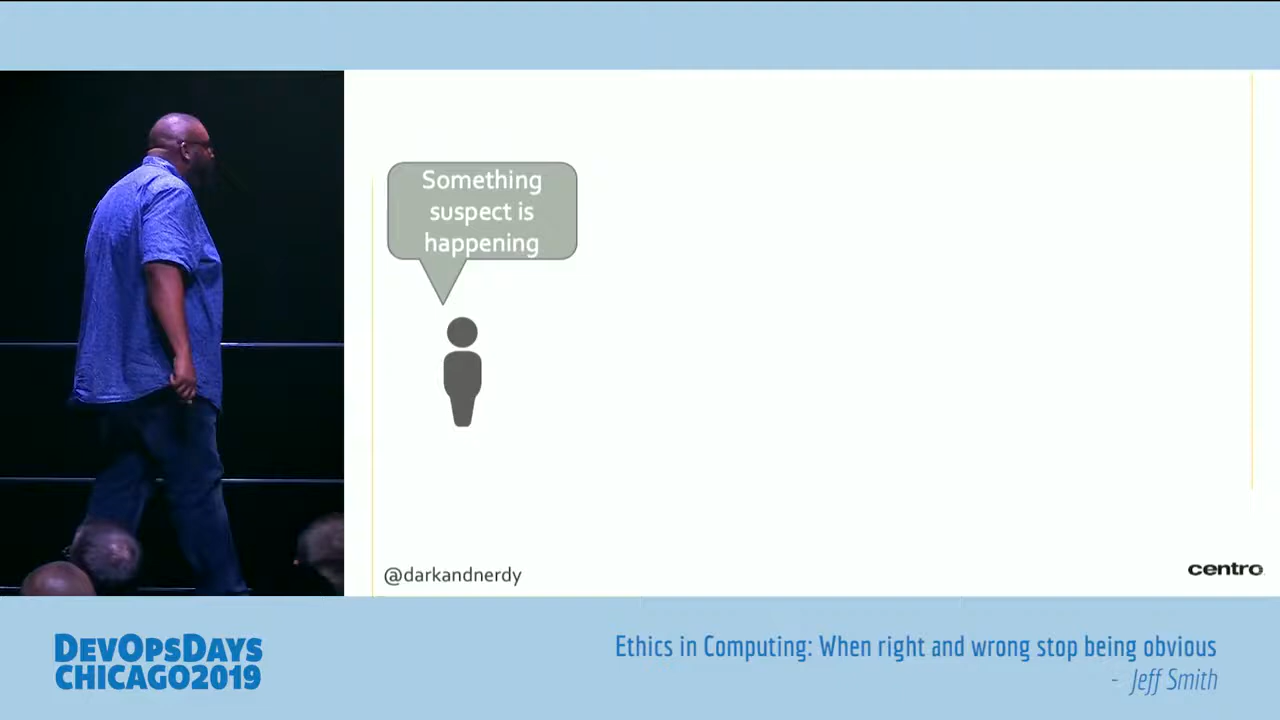 Something
suspect is
happening
@darkandnerdy
centro
DEVOPSDAYS
CHICAGO2019
Ethics in Computing: When right and wrong stop being obvious
- Jeff Smith